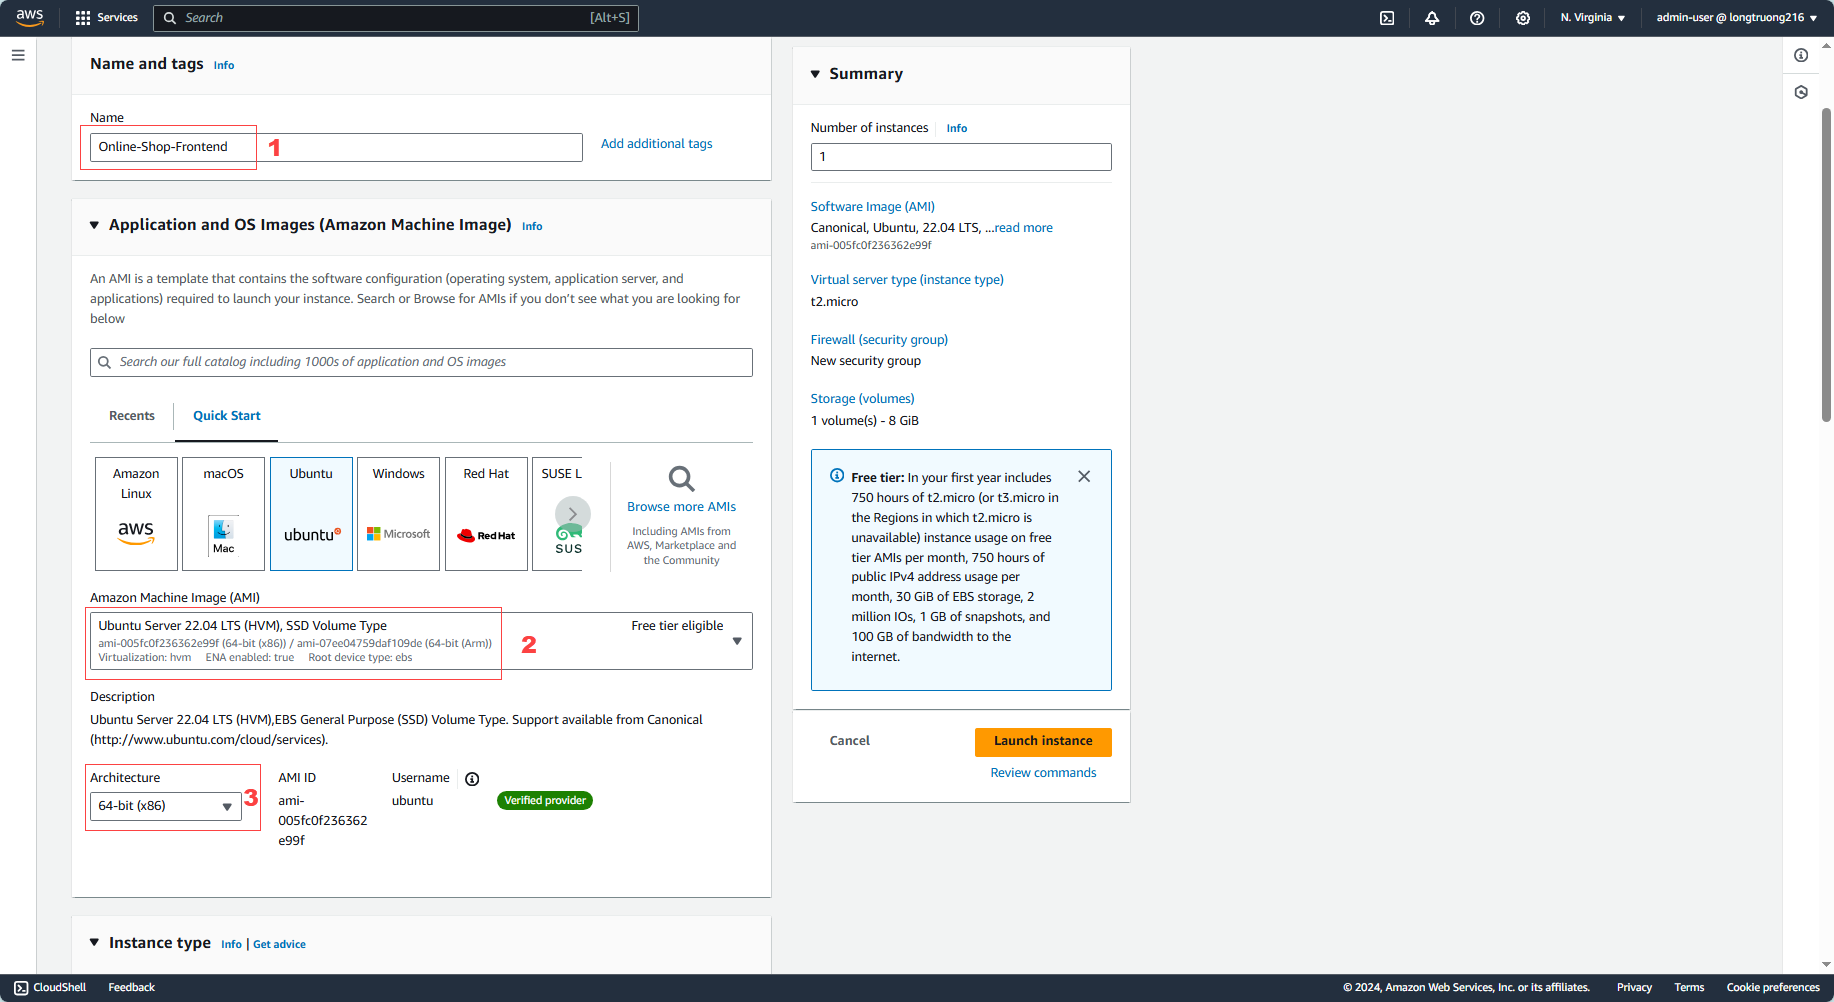 aws
Services
Search
[Alt+S]
N. Virginia
admin-user @ longtruong216
Name and tags
Info
Name
Online-Shop-Frontend
1
Add additional tags
Application and OS Images (Amazon Machine Image)
Info
An AMI is a template that contains the software configuration (operating system, application server, and
applications) required to launch your instance. Search or Browse for AMIs if you don’t see what you are looking for
below
Search our full catalog including 1000s of application and OS images
Recents
Quick Start
Amazon
Linux
aws
macOS
Mac
Ubuntu
ubuntu
Windows
Microsoft
Red Hat
Red Hat
SUSE L
SUS
Browse more AMIs
Including AMIs from
AWS, Marketplace and
the Community
Amazon Machine Image (AMI)
Ubuntu Server 22.04 LTS (HVM), SSD Volume Type
Free tier eligible
ami-005fc0f236362e99f (64-bit (x86)) / ami-07ee04759daf109de (64-bit (Arm))
Virtualization: hvm ENA enabled: true Root device type: ebs
2
Description
Ubuntu Server 22.04 LTS (HVM),EBS General Purpose (SSD) Volume Type. Support available from Canonical
(http://www.ubuntu.com/cloud/services).
Architecture
64-bit (x86)
3
AMI ID
ami-
005fc0f236362
e99f
Username
ubuntu
Verified provider
Instance type
Info | Get advice
Summary
Number of instances
Info
1
Software Image (AMI)
Canonical, Ubuntu, 22.04 LTS, ...read more
ami-005fc0f236362e99f
Virtual server type (instance type)
t2.micro
Firewall (security group)
New security group
Storage (volumes)
1 volume(s) - 8 GiB
Free tier: In your first year includes
750 hours of t2.micro (or t3.micro in
the Regions in which t2.micro is
unavailable) instance usage on free
tier AMIs per month, 750 hours of
public IPv4 address usage per
month, 30 GiB of EBS storage, 2
million IOs, 1 GB of snapshots, and
100 GB of bandwidth to the
internet.
Cancel
Launch instance
Review commands
CloudShell
Feedback
© 2024, Amazon Web Services, Inc. or its affiliates.
Privacy
Terms
Cookie preferences